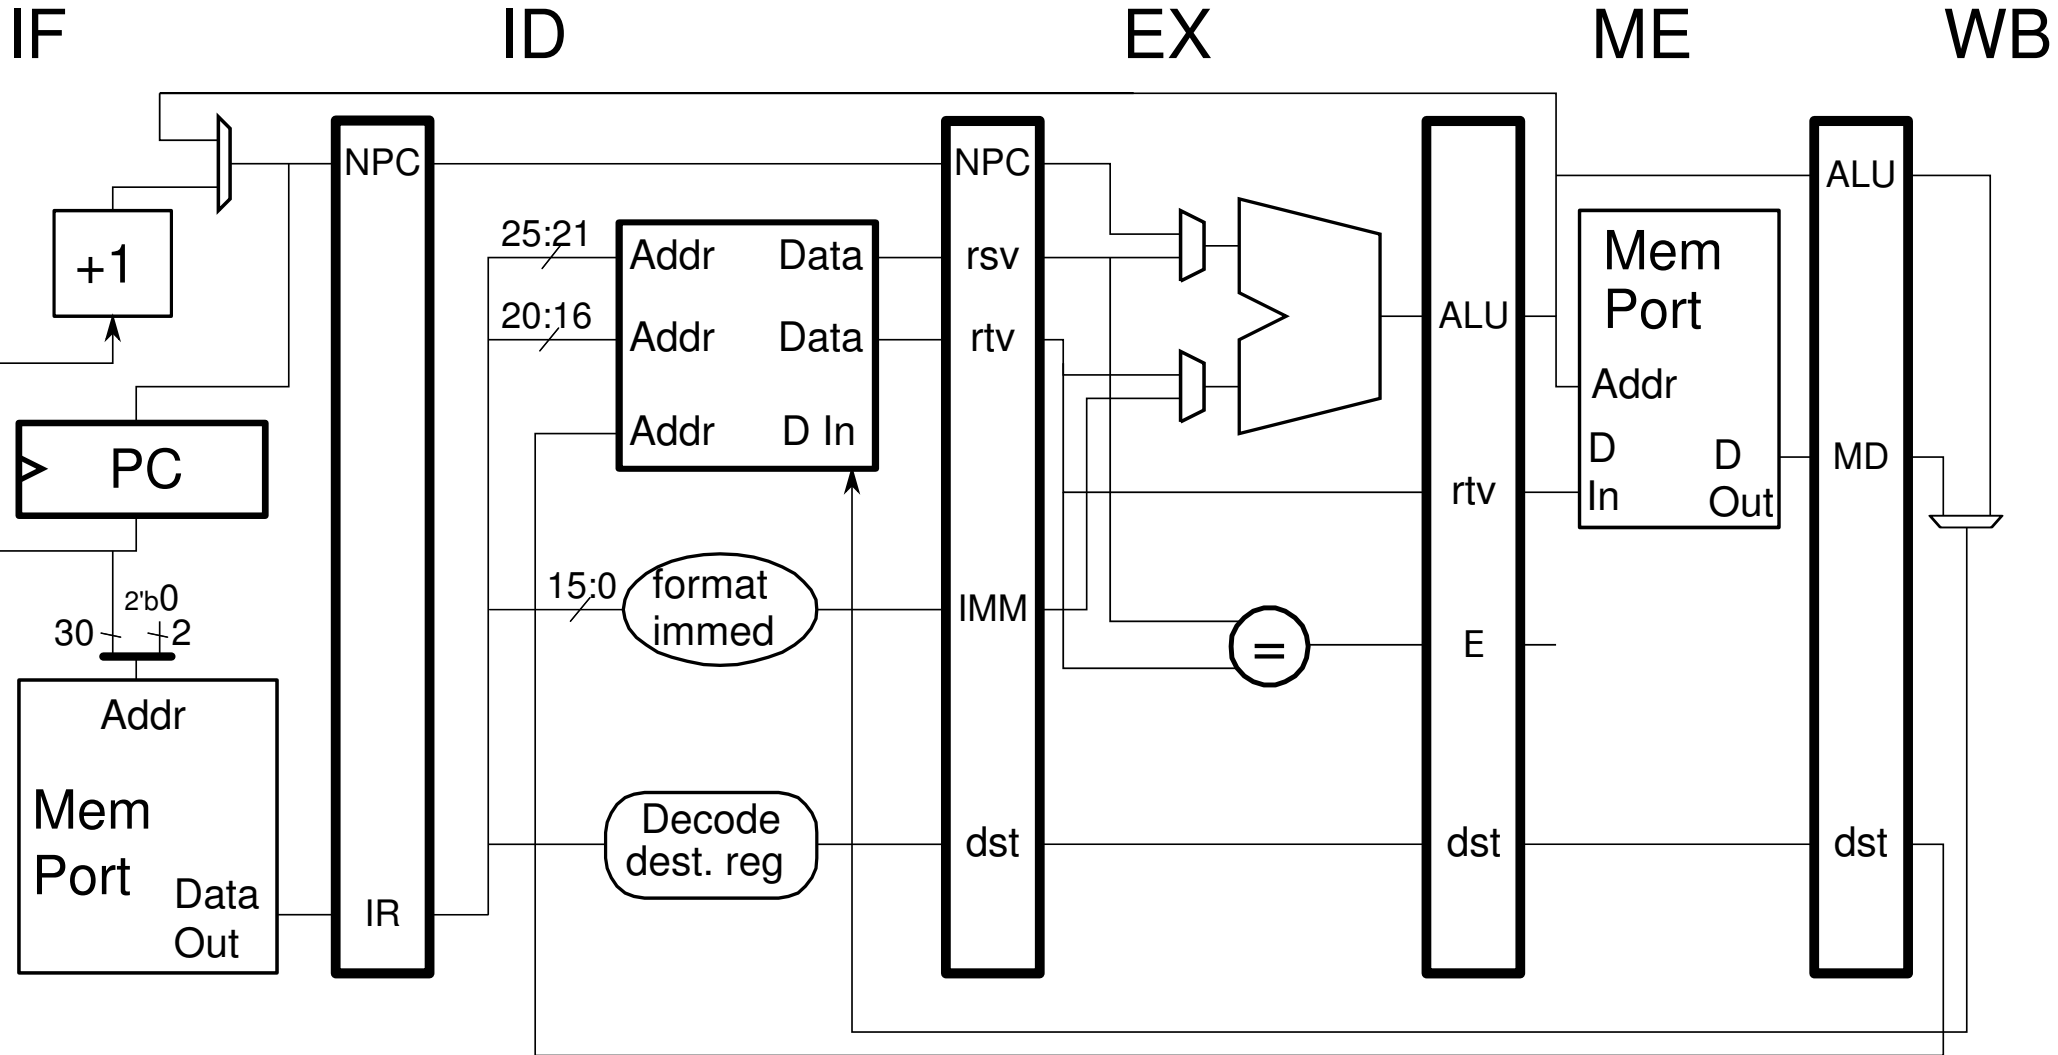 IF
ID
EX
ME
WB
+1
PC
2'b0
30
2
Addr
Mem
Port
Data
Out
NPC
IR
25:21
20:16
15:0
Addr
Data
Addr
Data
Addr
D In
format
immed
Decode
dest. reg
NPC
rsv
rtv
IMM
dst
=
ALU
rtv
E
dst
Mem
Port
Addr
D
In
D
Out
ALU
MD
dst